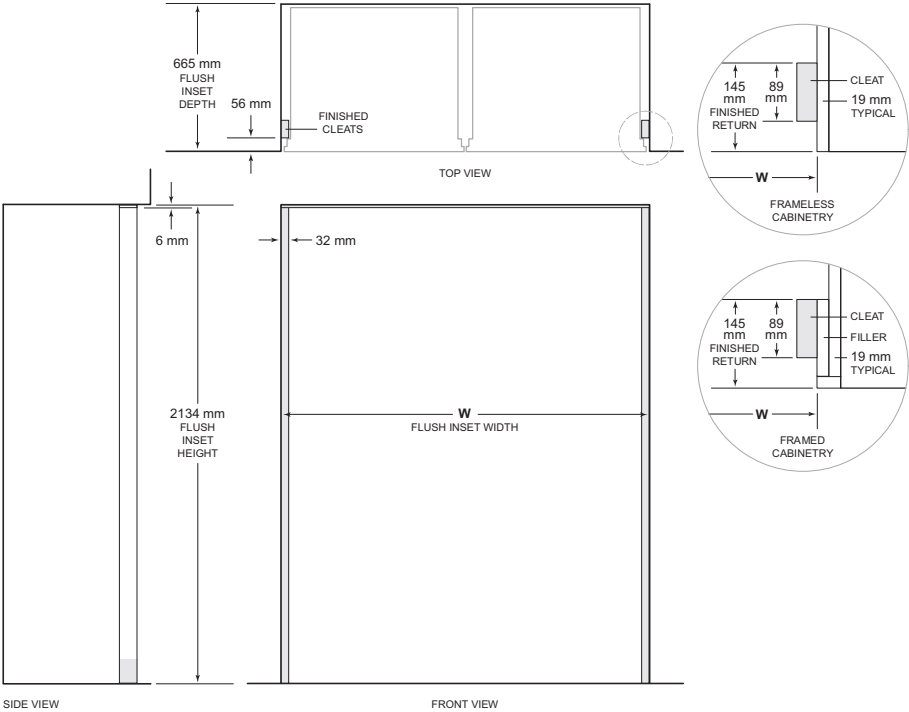 665 mm
FLUSH
INSET
DEPTH
56 mm
FINISHED
CLEATS
TOP VIEW
145
mm
FINISHED
RETURN
89
mm
CLEAT
19 mm
TYPICAL
W
FRAMELESS
CABINETRY
6 mm
32 mm
2134 mm
FLUSH
INSET
HEIGHT
W
FLUSH INSET WIDTH
145
mm
FINISHED
RETURN
89
mm
CLEAT
FILLER
19 mm
TYPICAL
W
FRAMED
CABINETRY
SIDE VIEW
FRONT VIEW